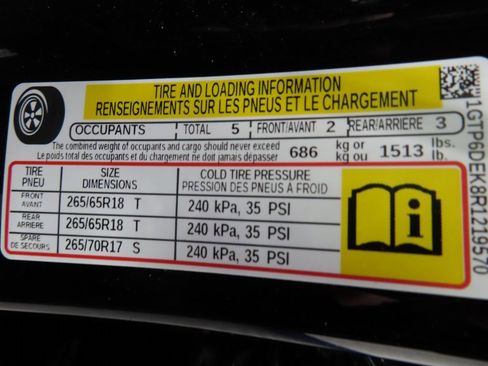 TIRE AND LOADING INFORMATION
RENSEIGNEMENTS SUR LES PNEUS ET LE CHARGEMENT
OCCUPANTS TOTAL 5 FRONT/AVANT 2 REAR/ARRIERE 3
The combined weight of occupants and cargo should never exceed 686 kg or 1513 lbs.
Le poids total des occupants et du chargement ne doit jamais dépasser kg ou lb.
TIRE SIZE COLD TIRE PRESSURE
PNEU DIMENSIONS PRESSION DES PNEUS A FROID
FRONT AVANT 265/65R18 T 240 kPa, 35 PSI
REAR ARRIERE 265/65R18 T 240 kPa, 35 PSI
SPARE DE SECOURS 265/70R17 S 240 kPa, 35 PSI
i
1GTP6DEK8R1219570